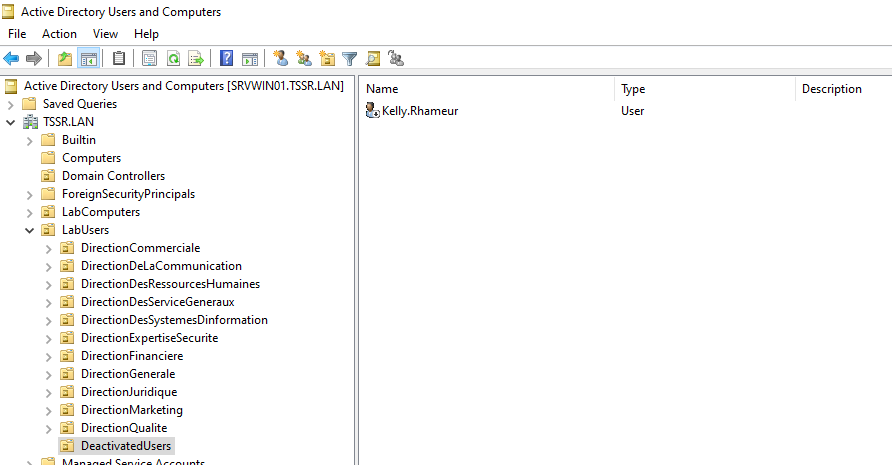 Active Directory Users and Computers
File Action View Help
Active Directory Users and Computers [SRVWIN01.TSSR.LAN]
Saved Queries
TSSR.LAN
Builtin
Computers
Domain Controllers
ForeignSecurityPrincipals
LabComputers
LabUsers
DirectionCommerciale
DirectionDeLaCommunication
DirectionDesRessourcesHumaines
DirectionDesServiceGeneraux
DirectionDesSystemesDinformation
DirectionExpertiseSecurite
DirectionFinanciere
DirectionGenerale
DirectionJuridique
DirectionMarketing
DirectionQualite
DeactivatedUsers
Managed Service Accounts
Name Type Description
Kelly.Rhameur User